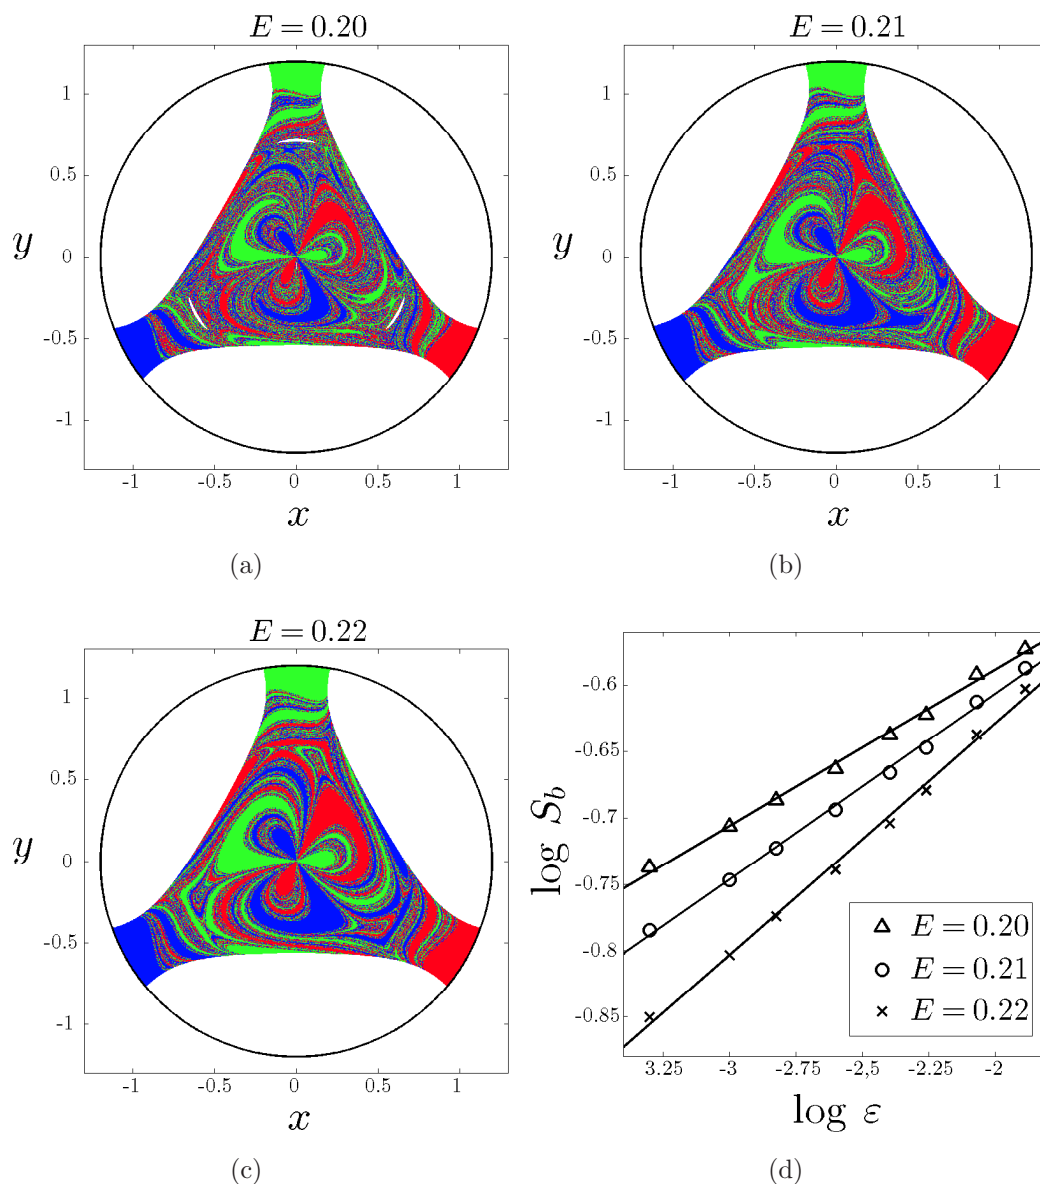 E = 0.20
1
0.5
y
0
-0.5
-1
-1
-0.5
0
0.5
1
x
(a)
E = 0.21
1
0.5
y
0
-0.5
-1
-1
-0.5
0
0.5
1
x
(b)
E = 0.22
1
0.5
y
0
-0.5
-1
-1
-0.5
0
0.5
1
x
(c)
-0.6
-0.65
-0.7
-0.75
-0.8
-0.85
log S_b
E = 0.20
E = 0.21
E = 0.22
3.25
-3
-2.75
-2,5
-2.25
-2
log ε
(d)